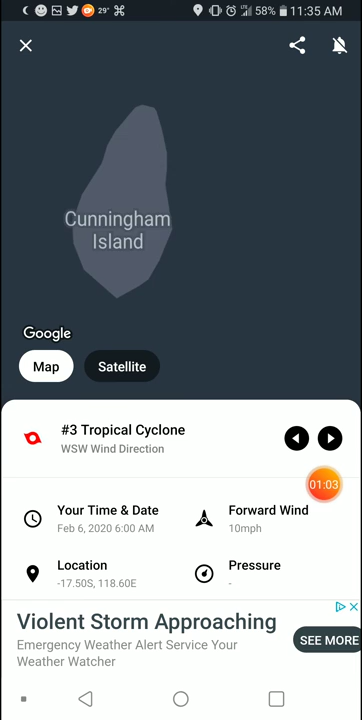 29° 58% 11:35 AM
Cunningham
Island
Google
Map Satellite
#3 Tropical Cyclone
WSW Wind Direction
01:03
Your Time & Date
Feb 6, 2020 6:00 AM
Forward Wind
10mph
Location
-17.50S, 118.60E
Pressure
-
Violent Storm Approaching
Emergency Weather Alert Service Your
Weather Watcher
SEE MORE